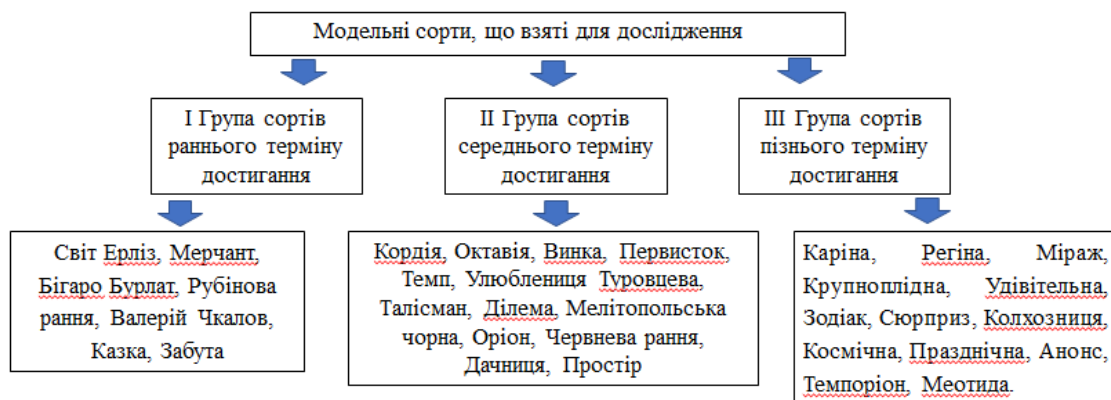 Модельні сорти, що взяті для дослідження
І Група сортів
раннього терміну
достигання
ІІ Група сортів
середнього терміну
достигання
ІІІ Група сортів
пізнього терміну
достигання
Світ Ерліз, Мерчант,
Бігаро Бурлат, Рубінова
рання, Валерій Чкалов,
Казка, Забута
Кордія, Октавія, Винка, Первисток,
Темп, Улюблениця Туровцева,
Талісман, Ділема, Мелітопольська
чорна, Оріон, Червнева рання,
Дачниця, Простір
Каріна, Регіна, Міраж,
Крупноплідна, Удівітельна,
Зодіак, Сюрприз, Колхозниця,
Космічна, Празднічна, Анонс,
Темпоріон, Меотида.